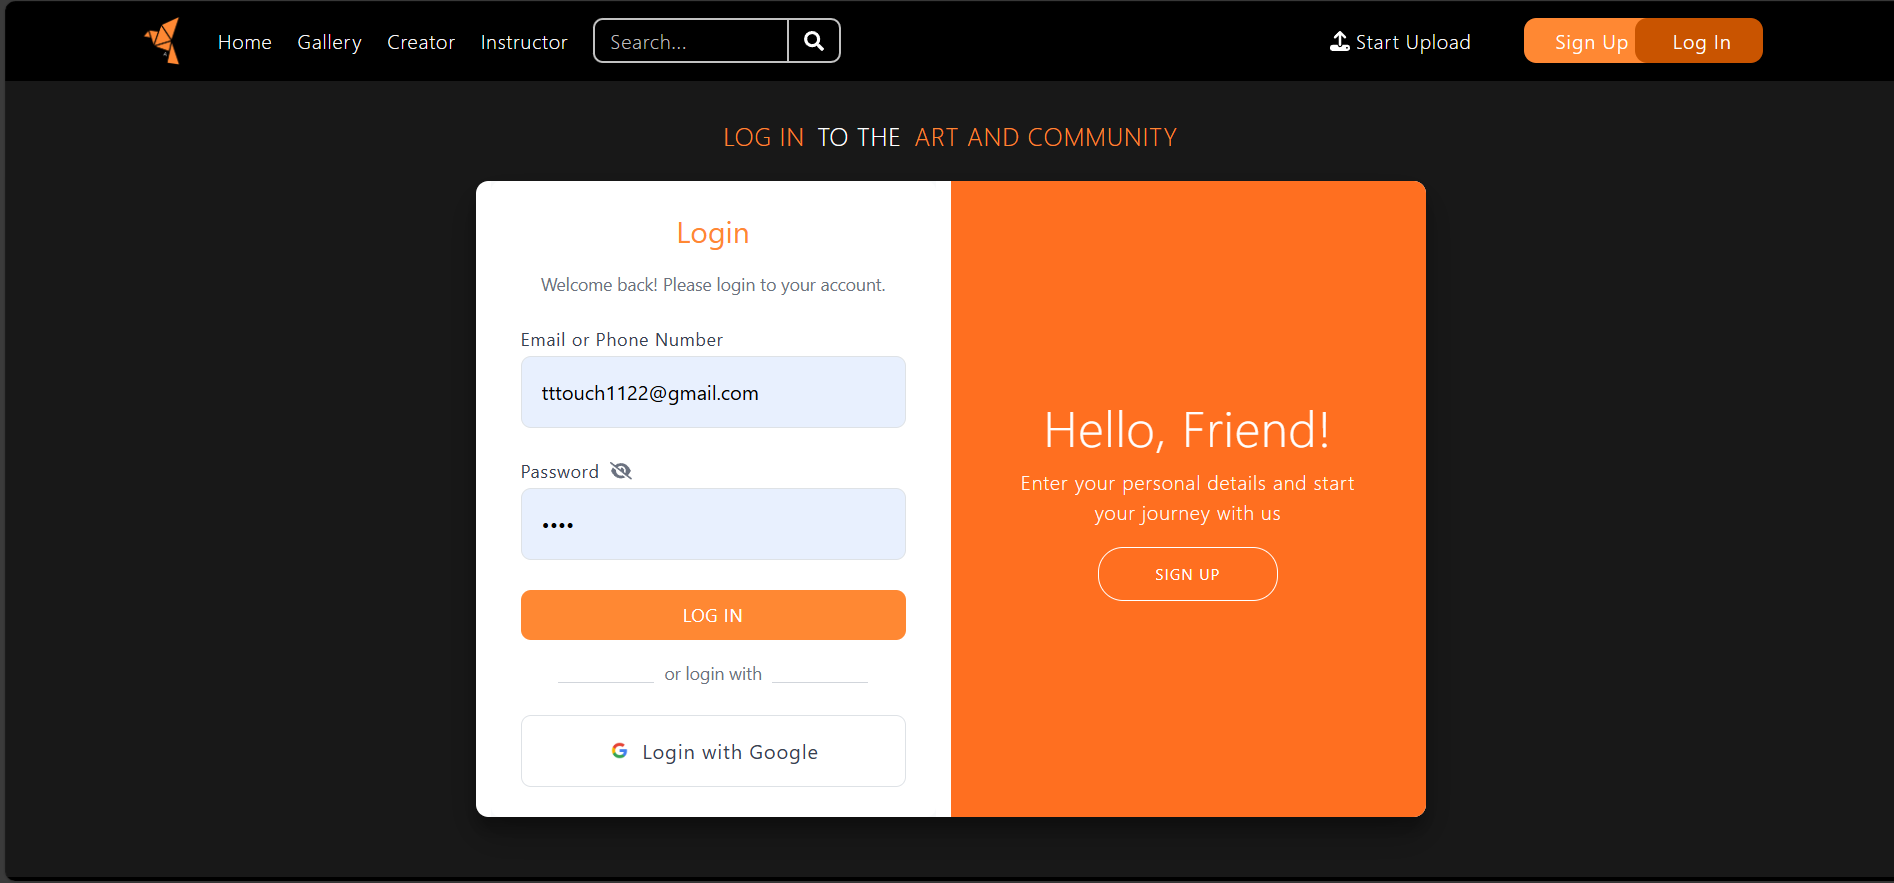 Home Gallery Creator Instructor Search... Start Upload Sign Up Log In
LOG IN TO THE ART AND COMMUNITY
Login
Welcome back! Please login to your account.
Email or Phone Number
tttouch1122@gmail.com
Password
••••
LOG IN
or login with
Login with Google
Hello, Friend!
Enter your personal details and start
your journey with us
SIGN UP